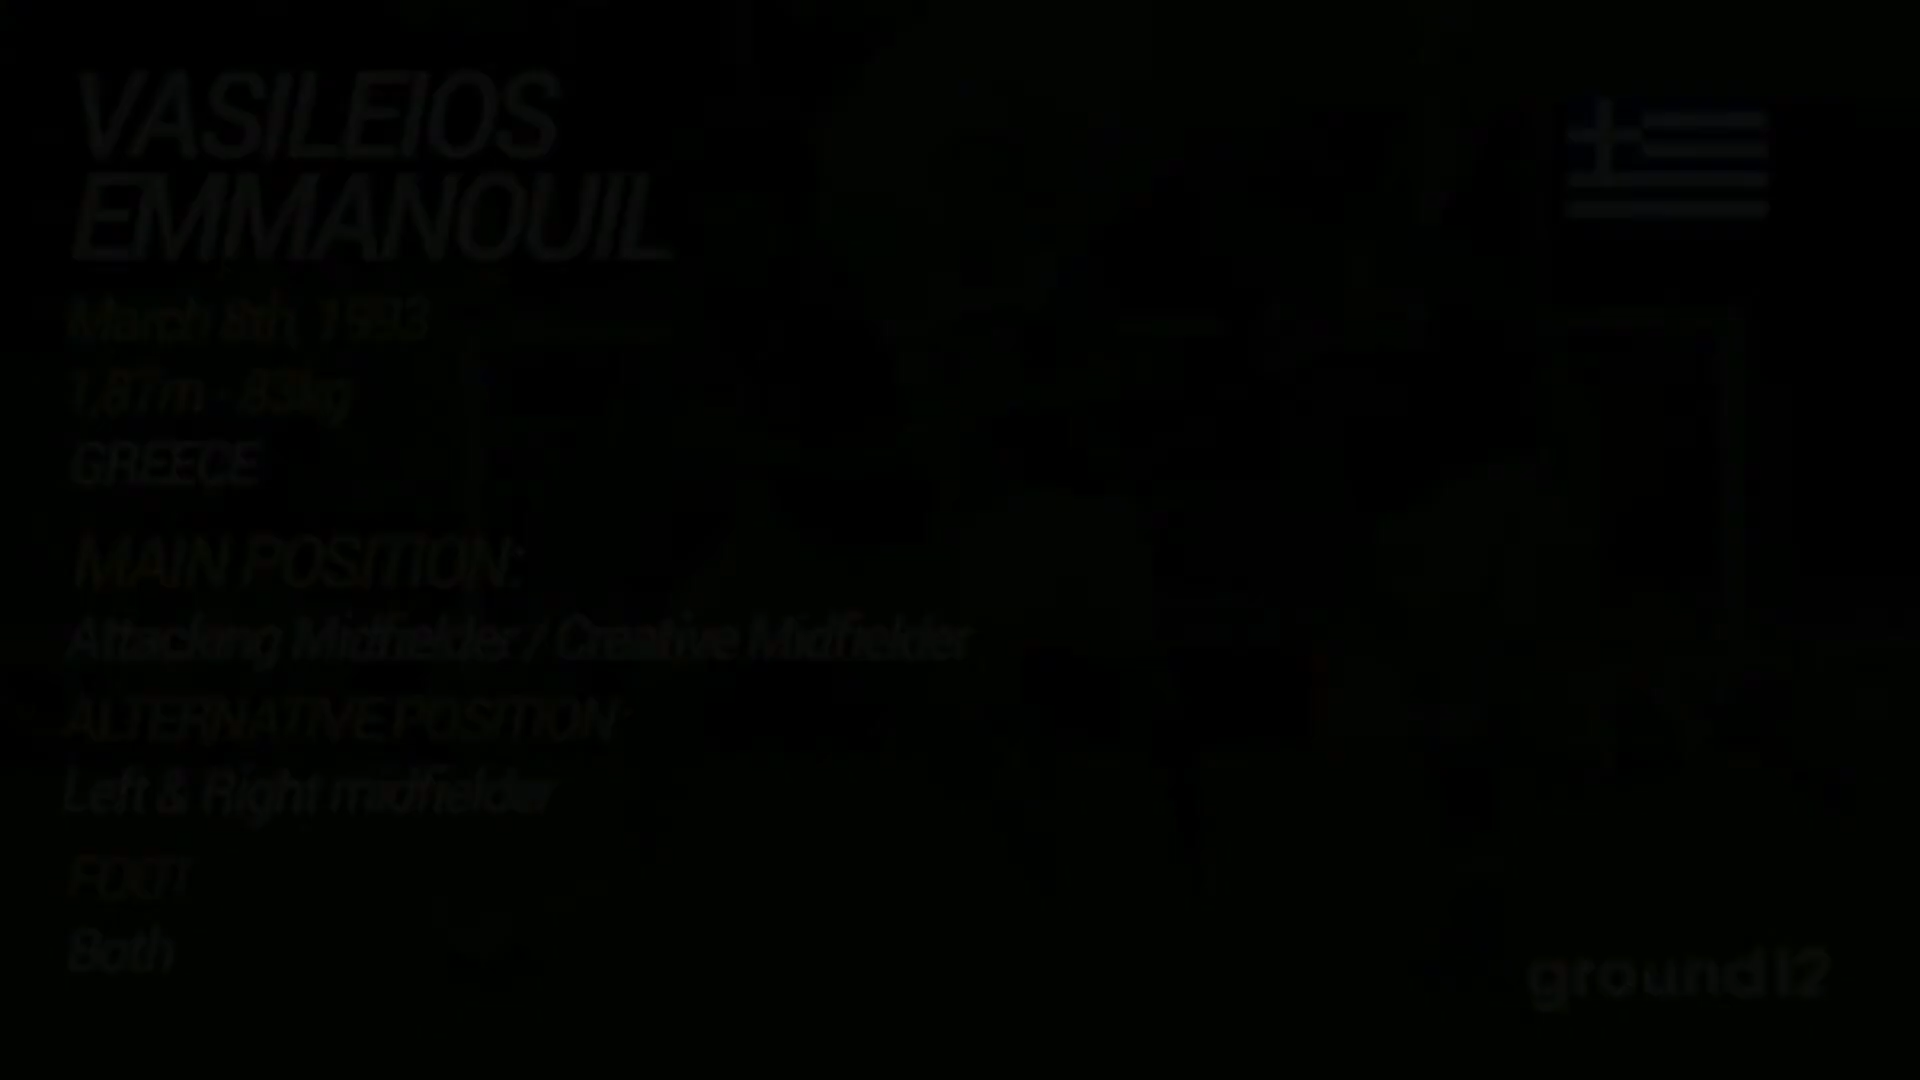 VASILEIOS
EMMANOUIL
March 8th, 1993
1,87m - 83kg
GREECE
MAIN POSITION:
Attacking Midfielder / Creative Midfielder
ALTERNATIVE POSITION:
Left & Right midfielder
FOOT
Both
ground12